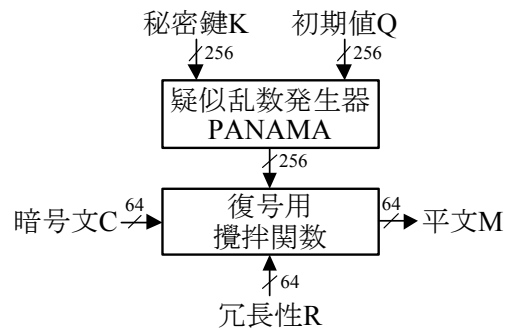 秘密鍵K 初期値Q
256 256
疑似乱数発生器
PANAMA
256
暗号文C 64 復号用 64 平文M
攪拌関数
64
冗長性R